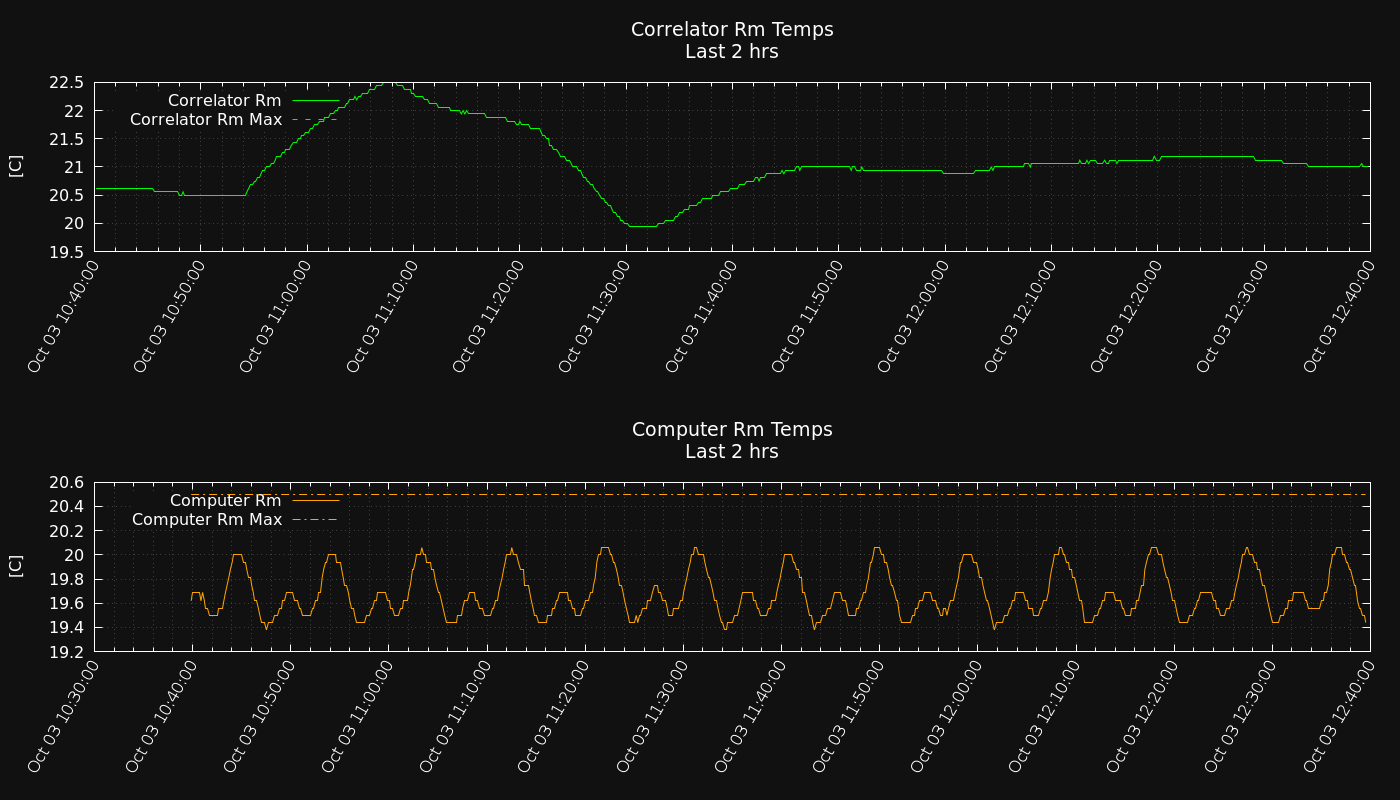 Correlator Rm Temps
Last 2 hrs
22.5
22
21.5
21
20.5
20
19.5
[C]
Correlator Rm
Correlator Rm Max
Oct 03 10:40:00
Oct 03 10:50:00
Oct 03 11:00:00
Oct 03 11:10:00
Oct 03 11:20:00
Oct 03 11:30:00
Oct 03 11:40:00
Oct 03 11:50:00
Oct 03 12:00:00
Oct 03 12:10:00
Oct 03 12:20:00
Oct 03 12:30:00
Oct 03 12:40:00
Computer Rm Temps
Last 2 hrs
20.6
20.4
20.2
20
19.8
19.6
19.4
19.2
[C]
Computer Rm
Computer Rm Max
Oct 03 10:30:00
Oct 03 10:40:00
Oct 03 10:50:00
Oct 03 11:00:00
Oct 03 11:10:00
Oct 03 11:20:00
Oct 03 11:30:00
Oct 03 11:40:00
Oct 03 11:50:00
Oct 03 12:00:00
Oct 03 12:10:00
Oct 03 12:20:00
Oct 03 12:30:00
Oct 03 12:40:00